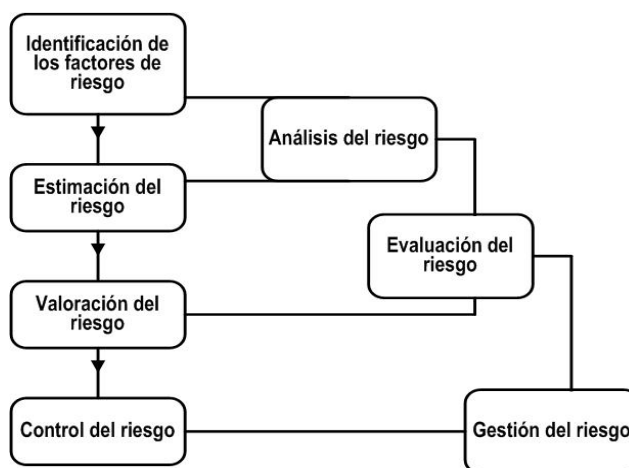 Identificación de
los factores de
riesgo
Análisis del riesgo
Estimación del
riesgo
Evaluación del
riesgo
Valoración del
riesgo
Control del riesgo
Gestión del riesgo